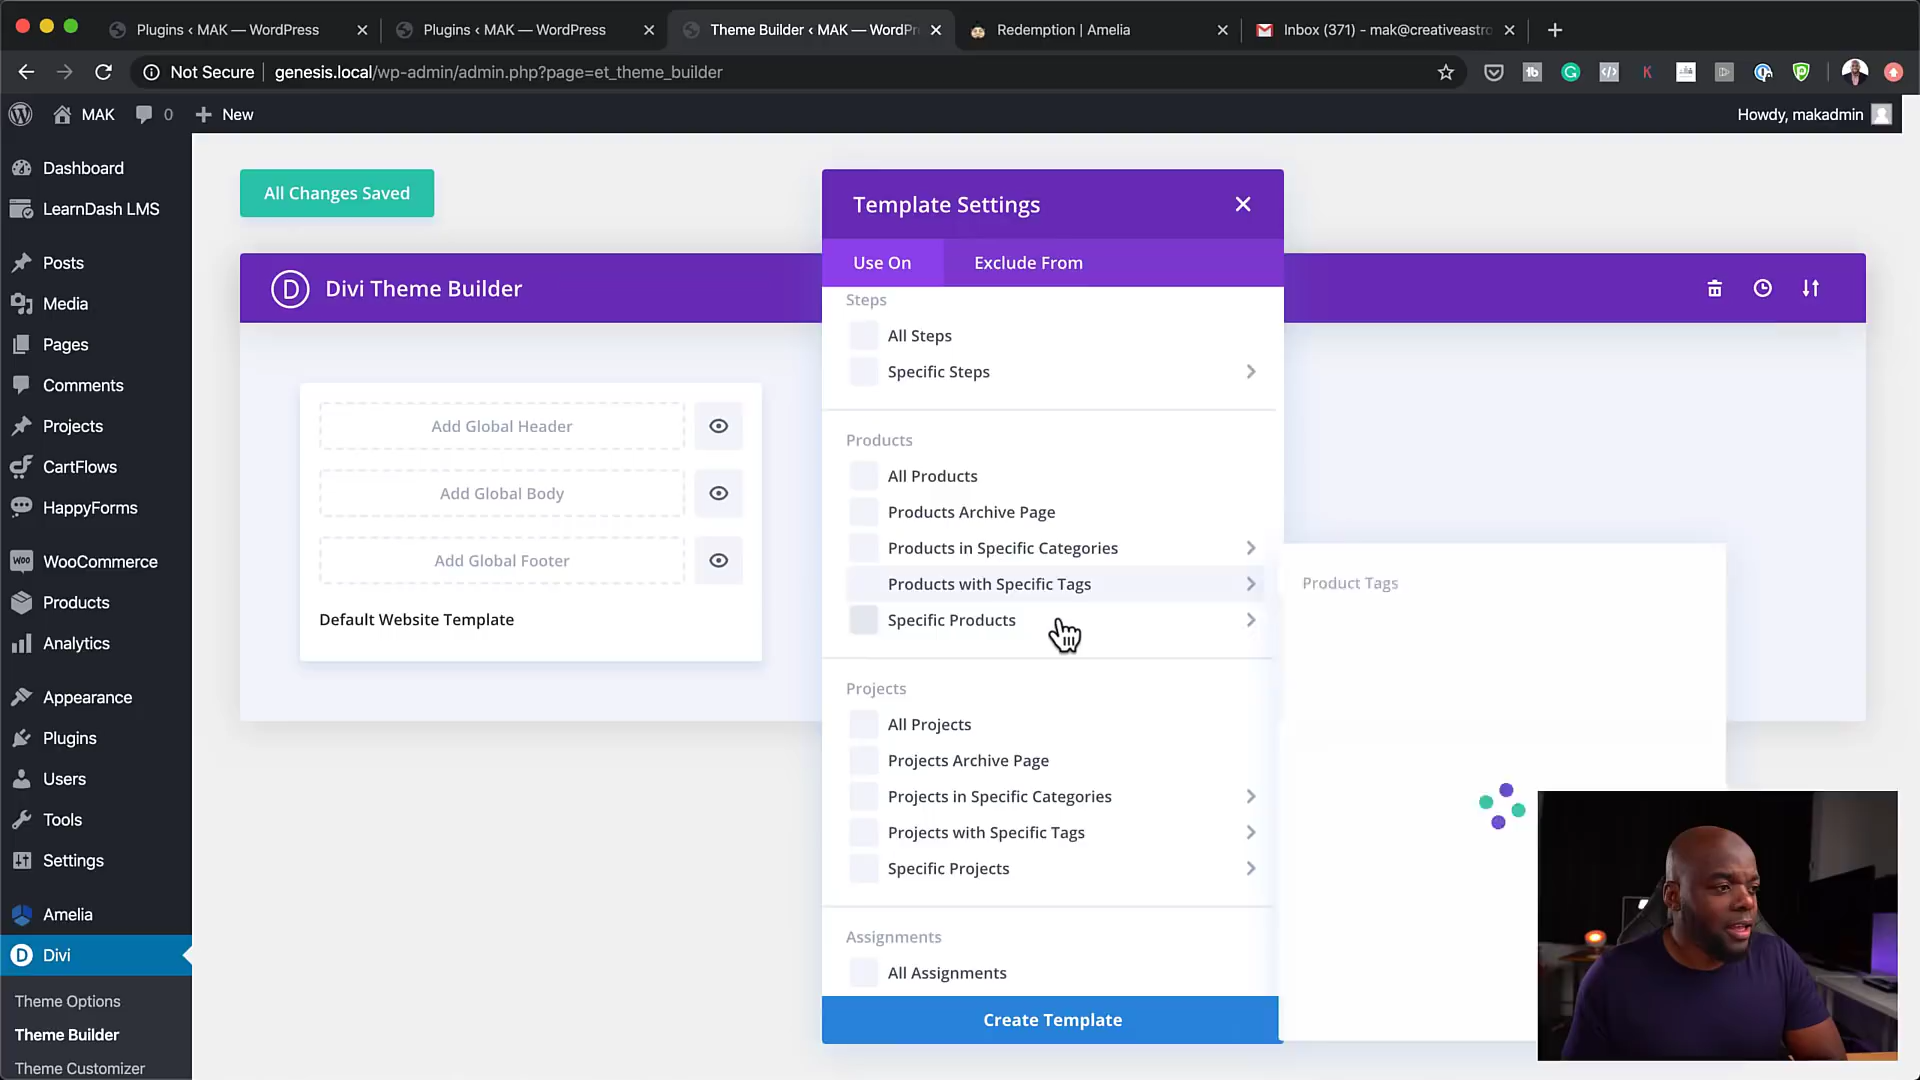 Plugins ‹ MAK — WordPress
Plugins ‹ MAK — WordPress
Theme Builder ‹ MAK — WordPr
Redemption | Amelia
Inbox (371) - mak@creativeastro
Not Secure
genesis.local/wp-admin/admin.php?page=et_theme_builder
MAK
0
New
Howdy, makadmin
Dashboard
LearnDash LMS
Posts
Media
Pages
Comments
Projects
CartFlows
HappyForms
WooCommerce
Products
Analytics
Appearance
Plugins
Users
Tools
Settings
Amelia
Divi
Theme Options
Theme Builder
Theme Customizer
All Changes Saved
Divi Theme Builder
Add Global Header
Add Global Body
Add Global Footer
Default Website Template
Template Settings
Use On
Exclude From
Steps
All Steps
Specific Steps
Products
All Products
Products Archive Page
Products in Specific Categories
Products with Specific Tags
Specific Products
Projects
All Projects
Projects Archive Page
Projects in Specific Categories
Projects with Specific Tags
Specific Projects
Assignments
All Assignments
Create Template
Product Tags